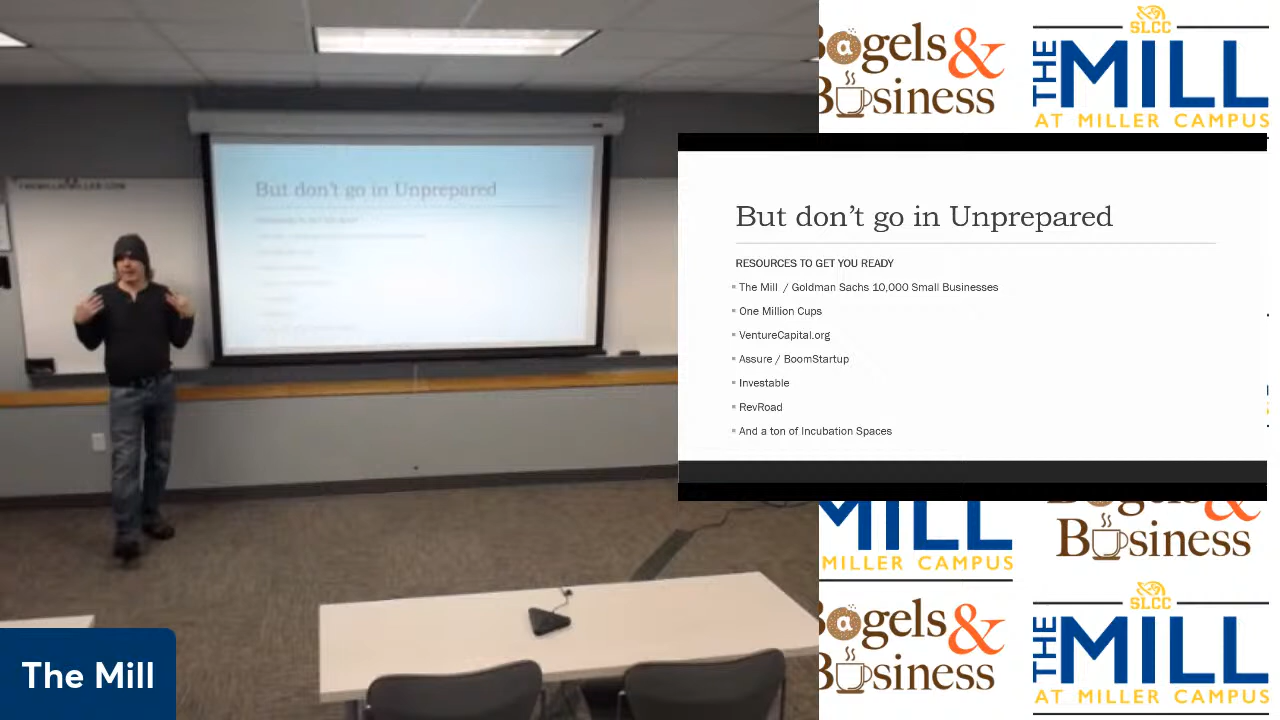 Bagels &
Business
SLCC
THE MILL
AT MILLER CAMPUS
But don't go in Unprepared
But don't go in Unprepared
RESOURCES TO GET YOU READY
The Mill / Goldman Sachs 10,000 Small Businesses
One Million Cups
VentureCapital.org
Assure / BoomStartup
Investable
RevRoad
And a ton of Incubation Spaces
MILL
MILLER CAMPUS
Bagels &
Business
Bagels &
Business
SLCC
THE MILL
AT MILLER CAMPUS
The Mill